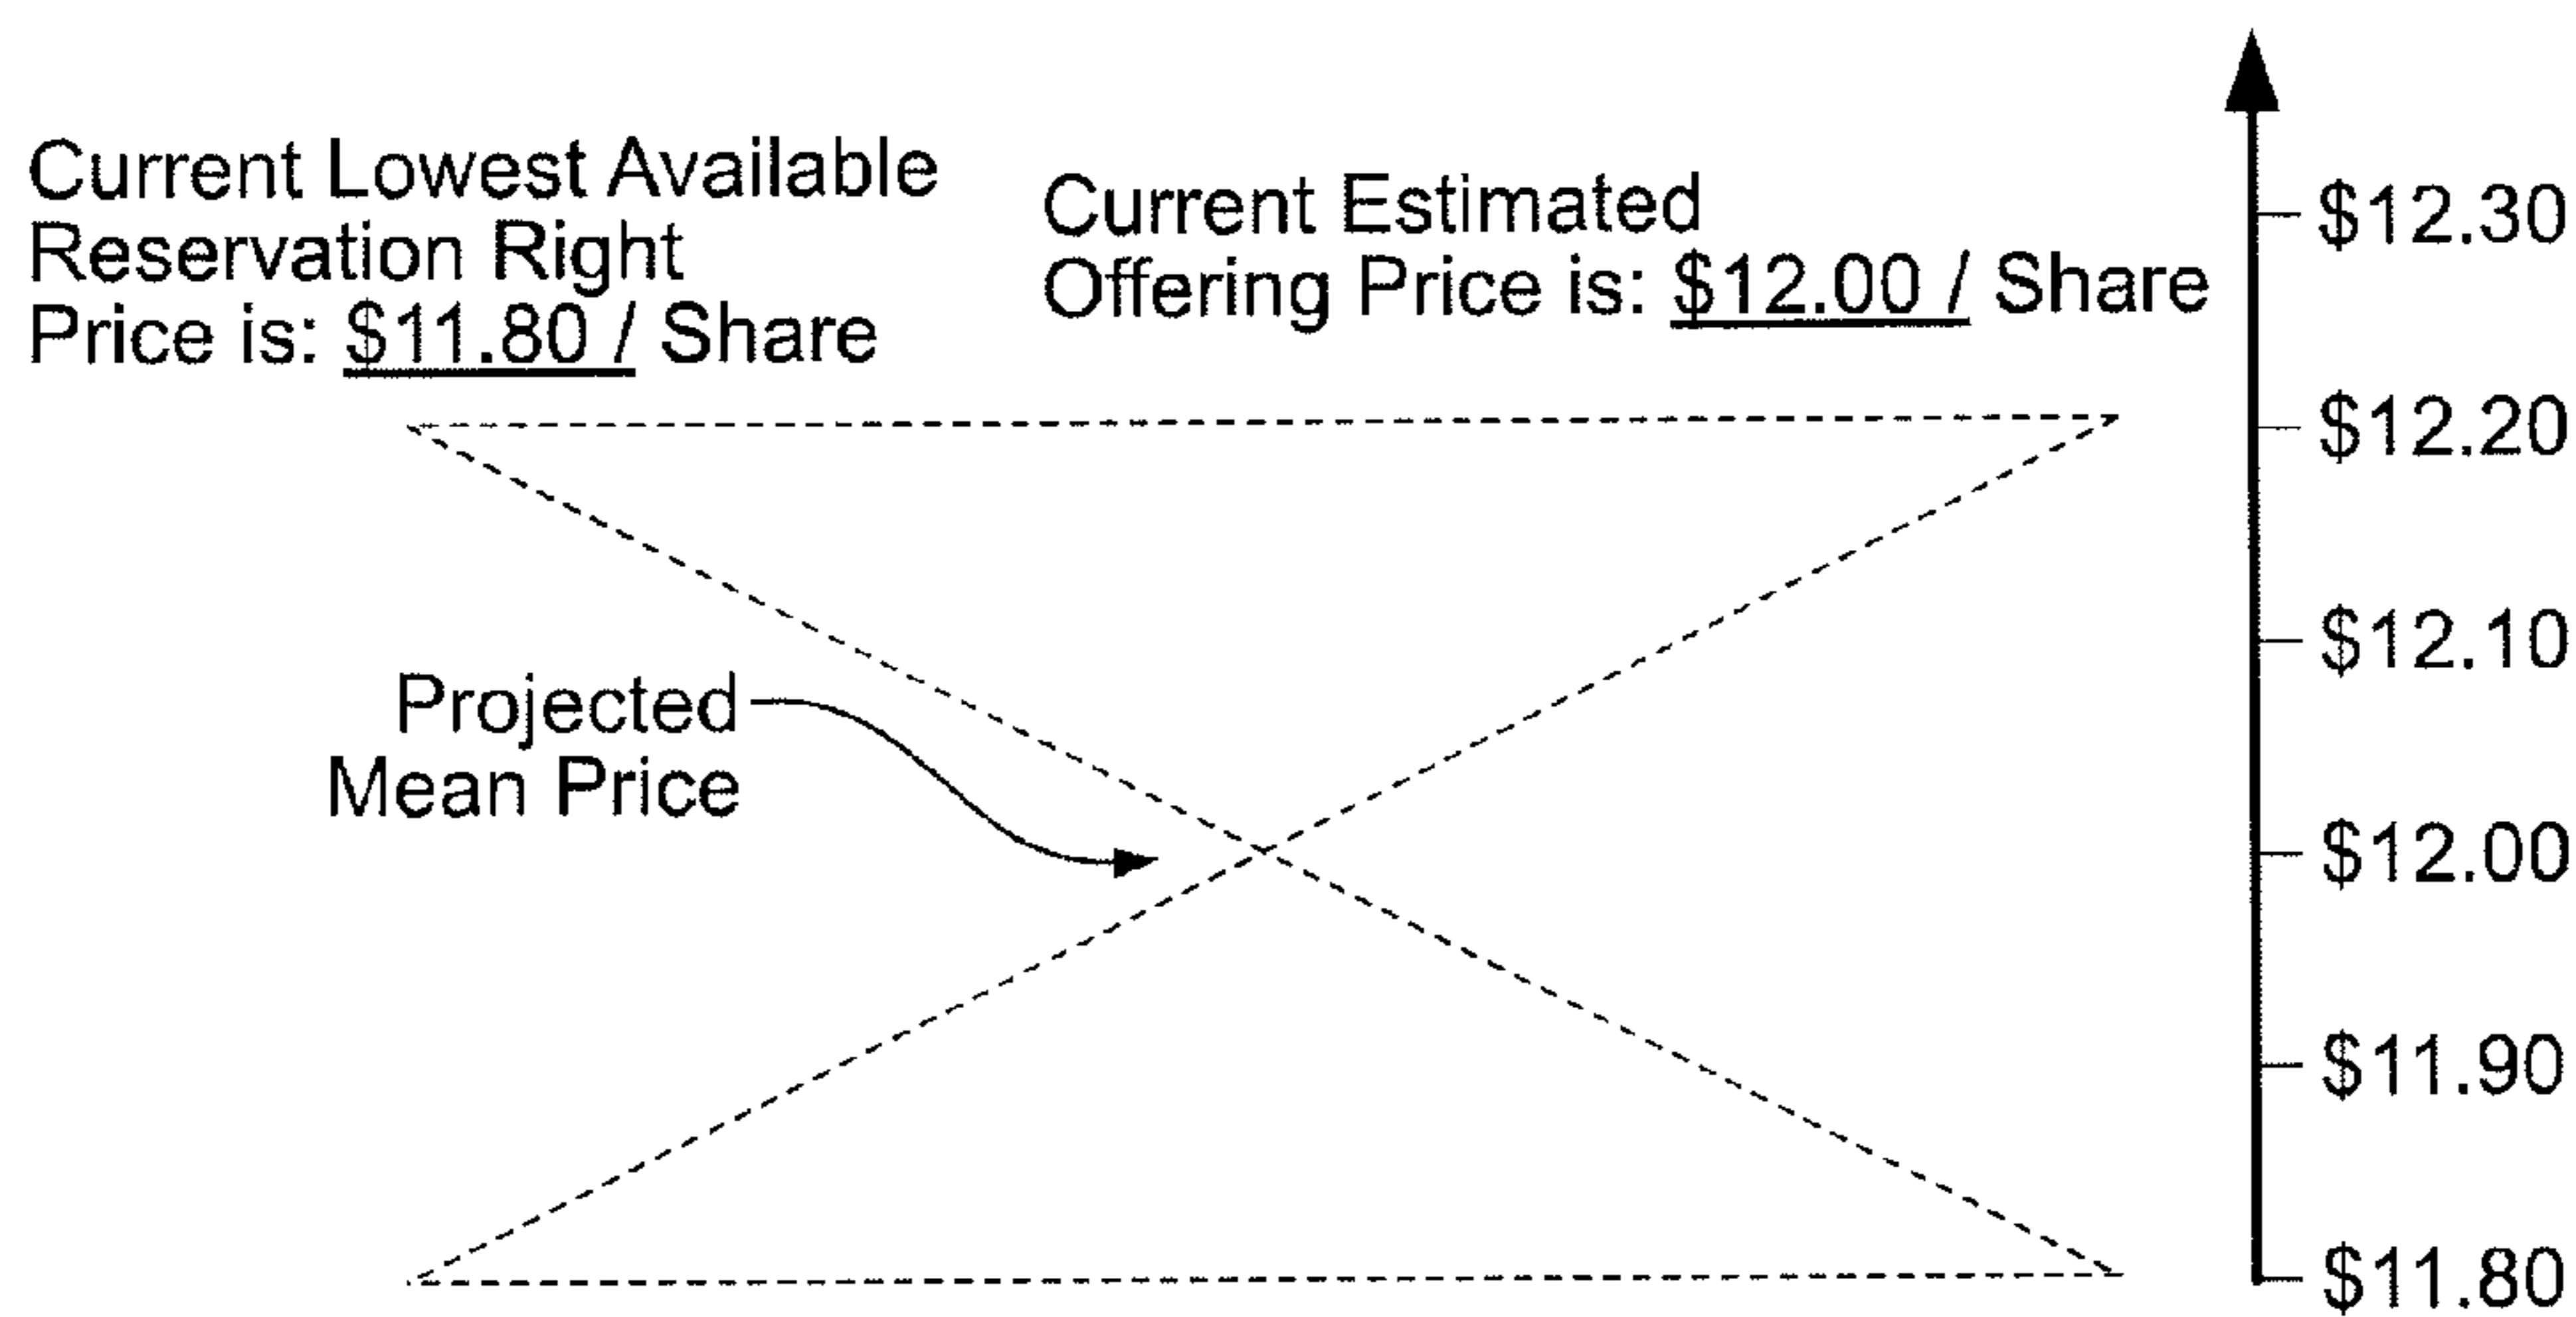 Current Lowest Available
Reservation Right
Price is: $11.80 / Share
Current Estimated
Offering Price is: $12.00 / Share
Projected
Mean Price
$12.30
$12.20
$12.10
$12.00
$11.90
$11.80